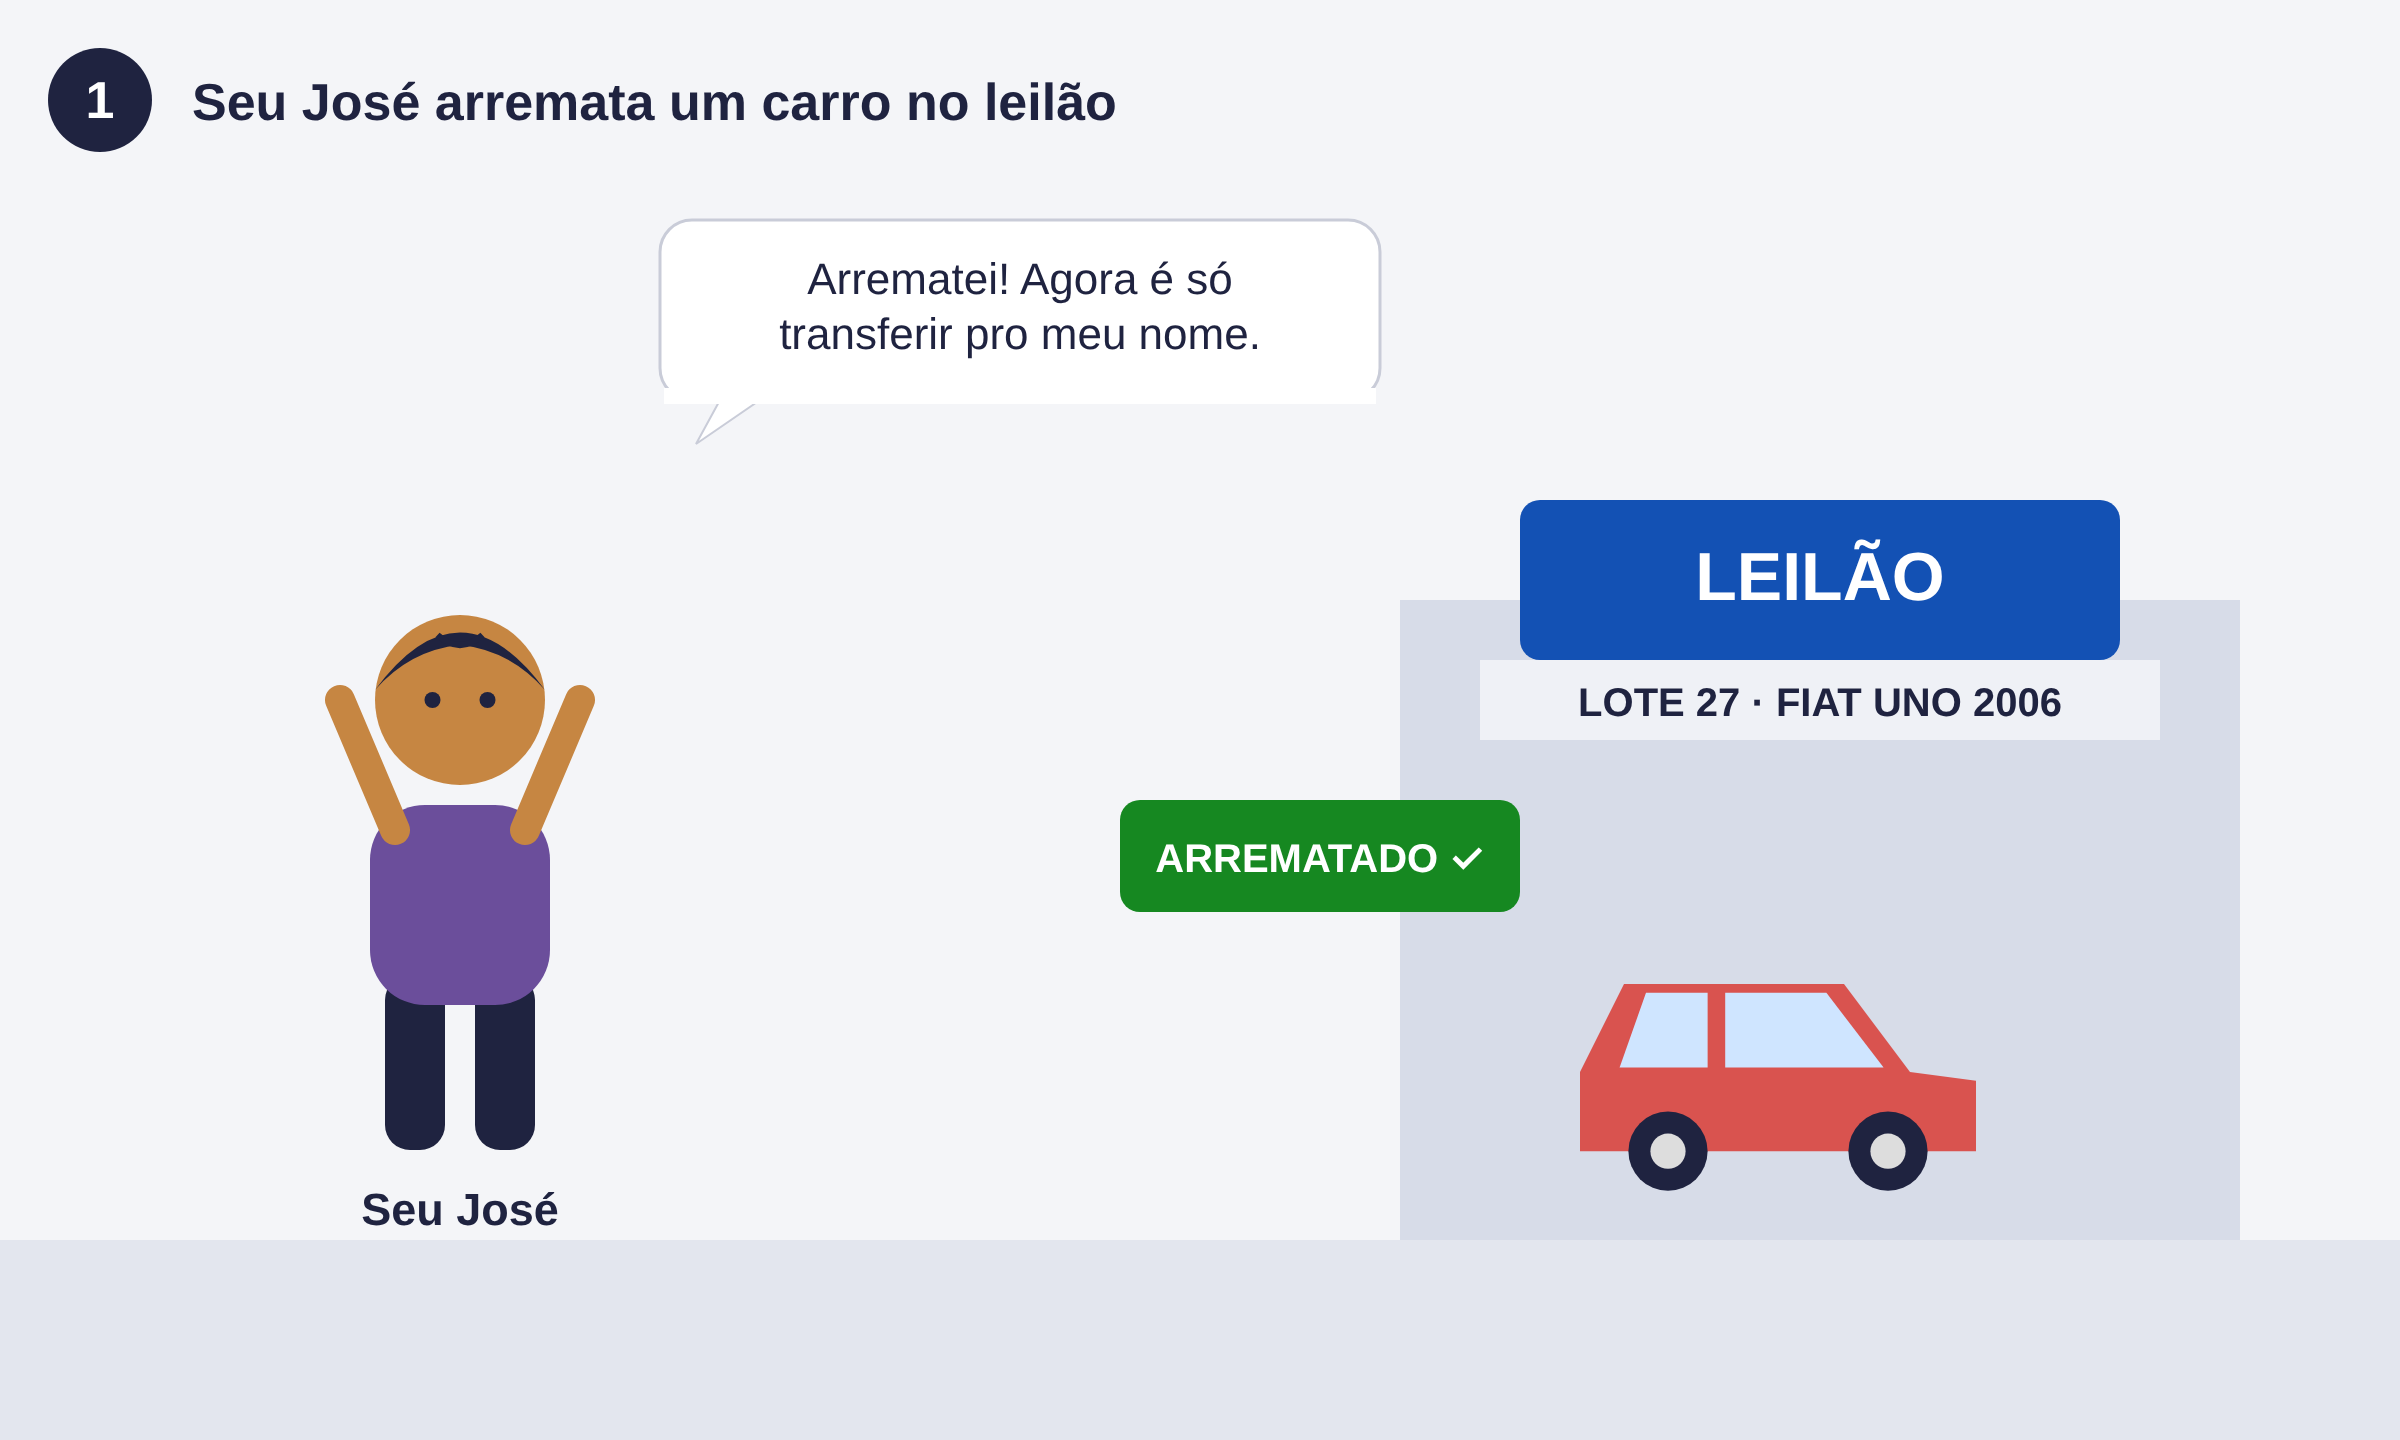 1
Seu José arremata um carro no leilão
Arrematei! Agora é só
transferir pro meu nome.
LEILÃO
LOTE 27 · FIAT UNO 2006
ARREMATADO ✓
Seu José